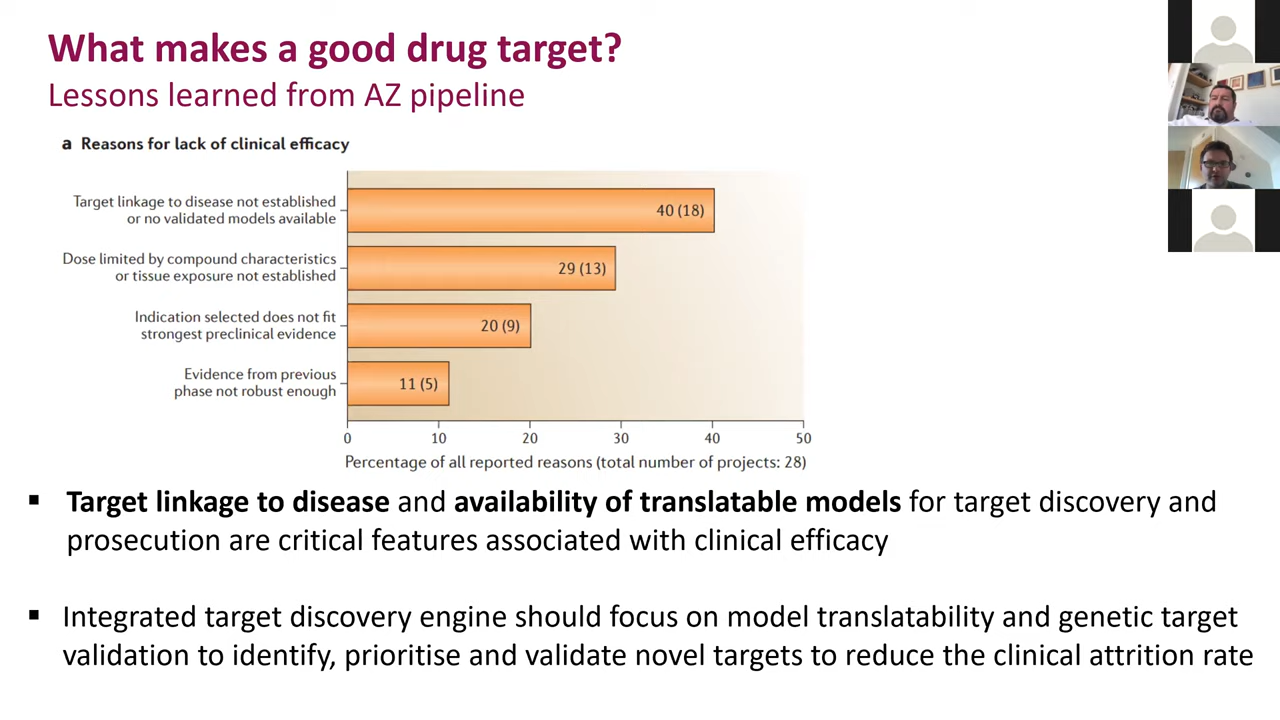 What makes a good drug target?
Lessons learned from AZ pipeline
a Reasons for lack of clinical efficacy
Target linkage to disease not established
or no validated models available
40 (18)
Dose limited by compound characteristics
or tissue exposure not established
29 (13)
Indication selected does not fit
strongest preclinical evidence
20 (9)
Evidence from previous
phase not robust enough
11 (5)
0 10 20 30 40 50
Percentage of all reported reasons (total number of projects: 28)
▪ Target linkage to disease and availability of translatable models for target discovery and
prosecution are critical features associated with clinical efficacy
▪ Integrated target discovery engine should focus on model translatability and genetic target
validation to identify, prioritise and validate novel targets to reduce the clinical attrition rate